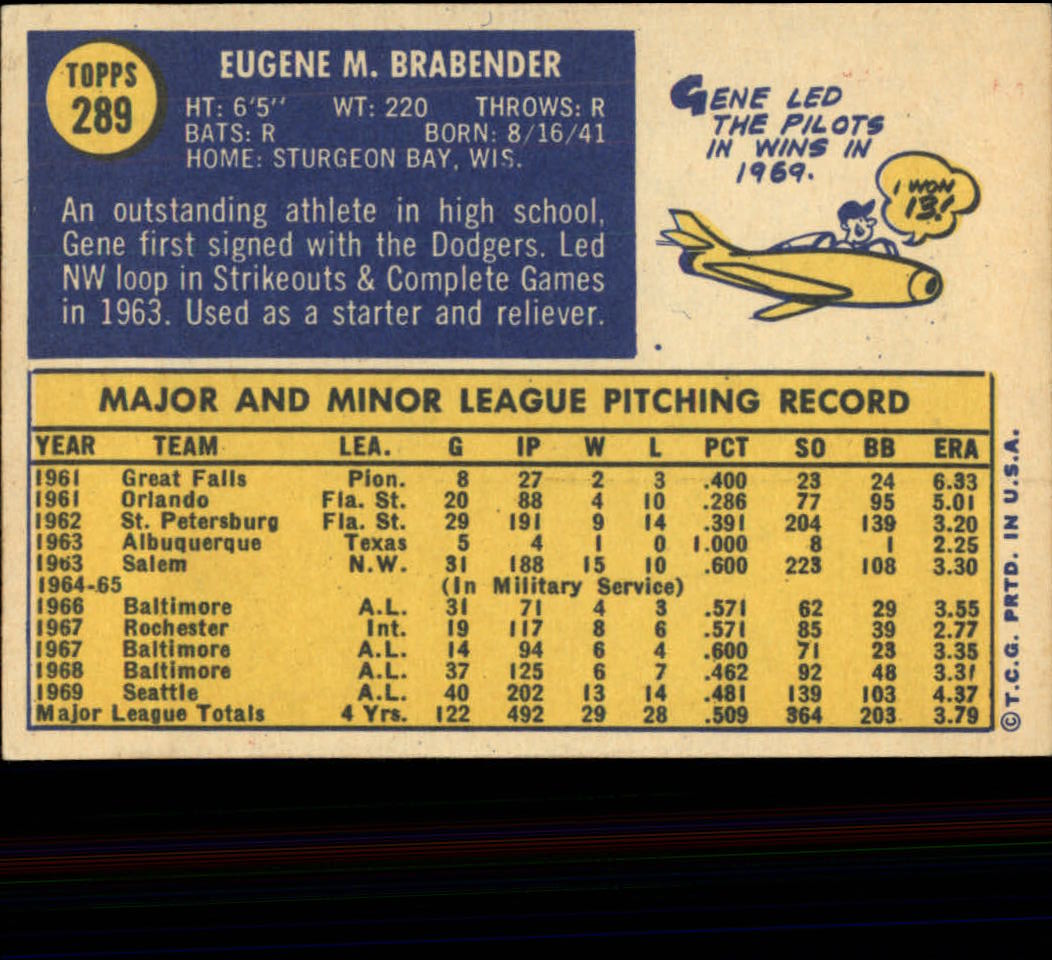 TOPPS
289
EUGENE M. BRABENDER
HT: 6'5" WT: 220 THROWS: R
BATS: R BORN: 8/16/41
HOME: STURGEON BAY, WIS.
An outstanding athlete in high school,
Gene first signed with the Dodgers. Led
NW loop in Strikeouts & Complete Games
in 1963. Used as a starter and reliever.
GENE LED
THE PILOTS
IN WINS IN
1969.
I WON
13!
MAJOR AND MINOR LEAGUE PITCHING RECORD
YEAR TEAM LEA. G IP W L PCT SO BB ERA
1961 Great Falls Pion. 8 27 2 3 .400 23 24 6.33
1961 Orlando Fla. St. 20 88 4 10 .286 77 95 5.01
1962 St. Petersburg Fla. St. 29 191 9 14 .391 204 139 3.20
1963 Albuquerque Texas 5 4 1 0 1.000 8 1 2.25
1963 Salem N.W. 31 188 15 10 .600 223 108 3.30
1964-65 (In Military Service)
1966 Baltimore A.L. 31 71 4 3 .571 62 29 3.55
1967 Rochester Int. 19 117 8 6 .571 85 39 2.77
1967 Baltimore A.L. 14 94 6 4 .600 71 23 3.35
1968 Baltimore A.L. 37 125 6 7 .462 92 48 3.31
1969 Seattle A.L. 40 202 13 14 .481 139 103 4.37
Major League Totals 4 Yrs. 122 492 29 28 .509 364 203 3.79
© T.C.G. PRTD. IN U.S.A.